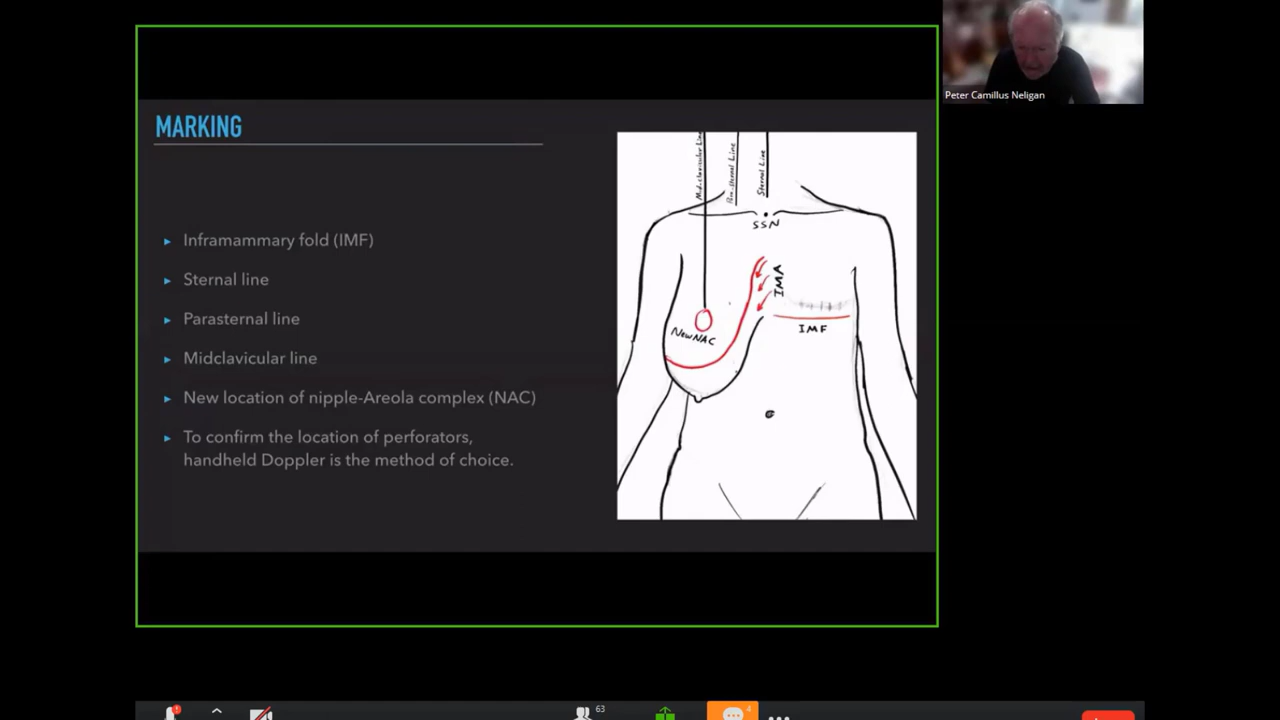 Peter Camillus Neligan
MARKING
Inframammary fold (IMF)
Sternal line
Parasternal line
Midclavicular line
New location of nipple-Areola complex (NAC)
To confirm the location of perforators,
handheld Doppler is the method of choice.
Midclavicular Line
Para-sternal Line
Sternal Line
SSN
IMA
New NAC
IMF
63
4